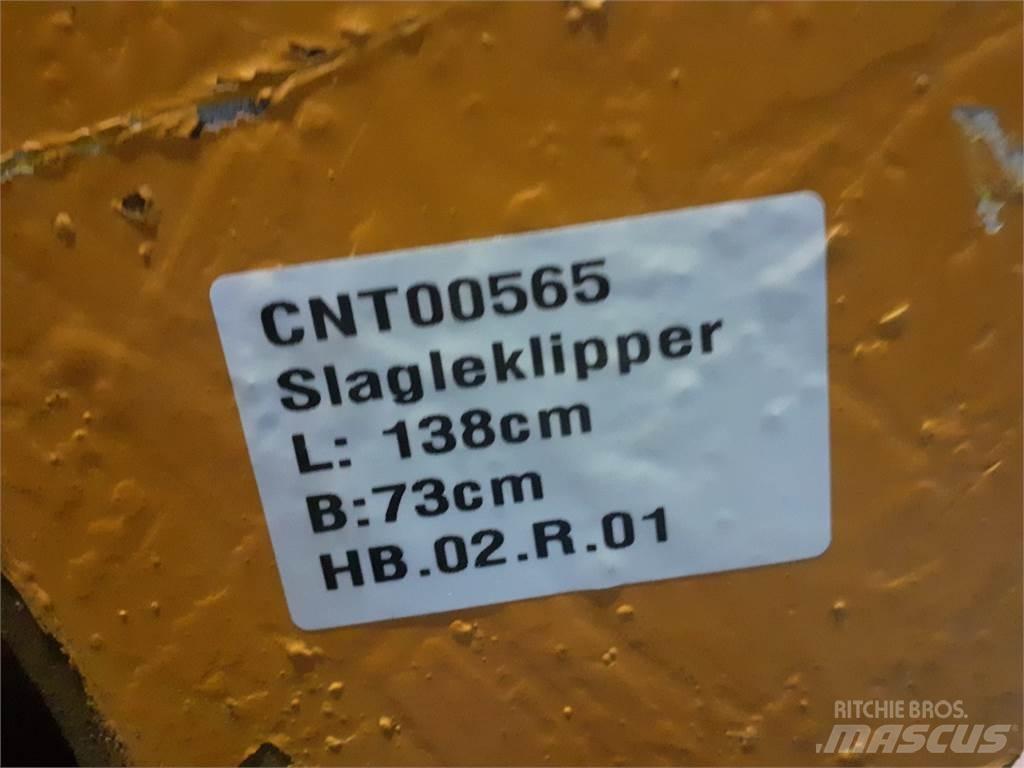 CNT00565
Slagleklipper
L: 138cm
B:73cm
HB.02.R.01
RITCHIE BROS.
MASCUS